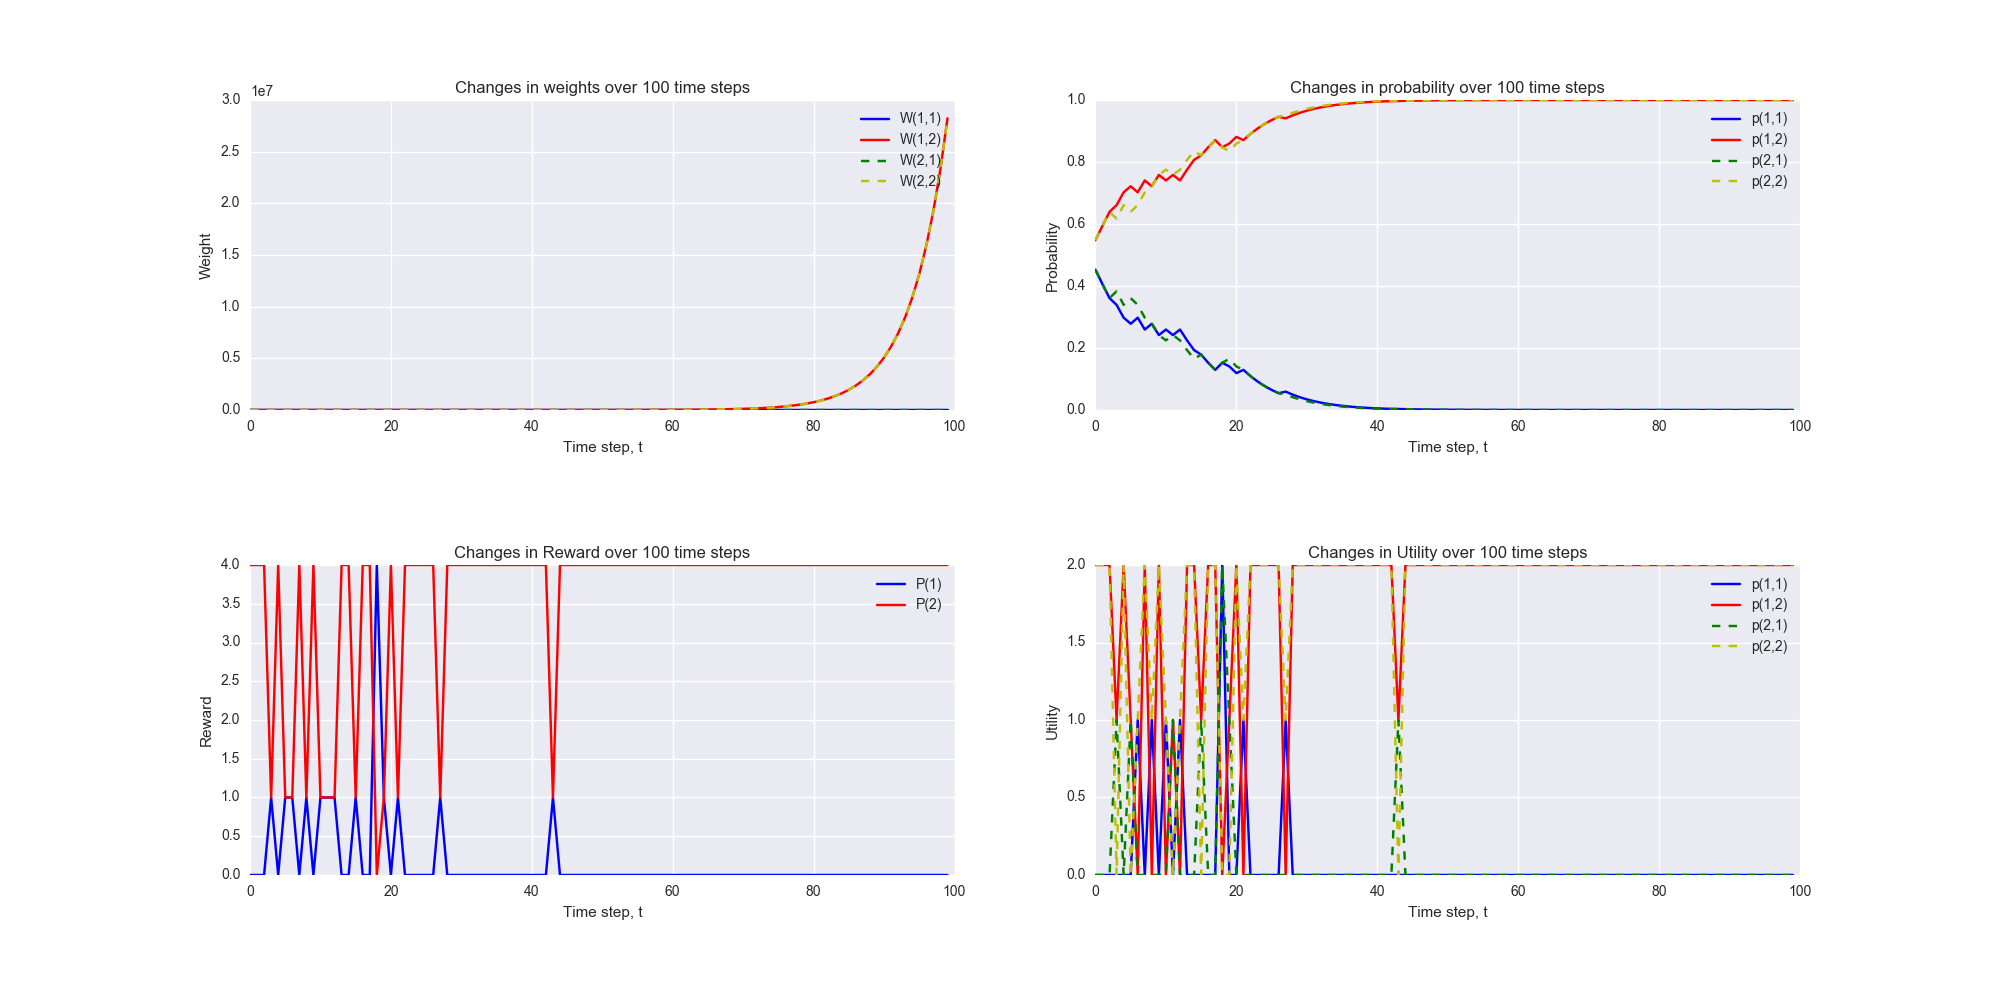 Changes in weights over 100 time steps
1e7
3.0
2.5
2.0
1.5
1.0
0.5
0.0
Weight
W(1,1)
W(1,2)
W(2,1)
W(2,2)
0 20 40 60 80 100
Time step, t
Changes in probability over 100 time steps
1.0
0.8
0.6
0.4
0.2
0.0
Probability
p(1,1)
p(1,2)
p(2,1)
p(2,2)
0 20 40 60 80 100
Time step, t
Changes in Reward over 100 time steps
4.0
3.5
3.0
2.5
2.0
1.5
1.0
0.5
0.0
Reward
P(1)
P(2)
0 20 40 60 80 100
Time step, t
Changes in Utility over 100 time steps
2.0
1.5
1.0
0.5
0.0
Utility
p(1,1)
p(1,2)
p(2,1)
p(2,2)
0 20 40 60 80 100
Time step, t